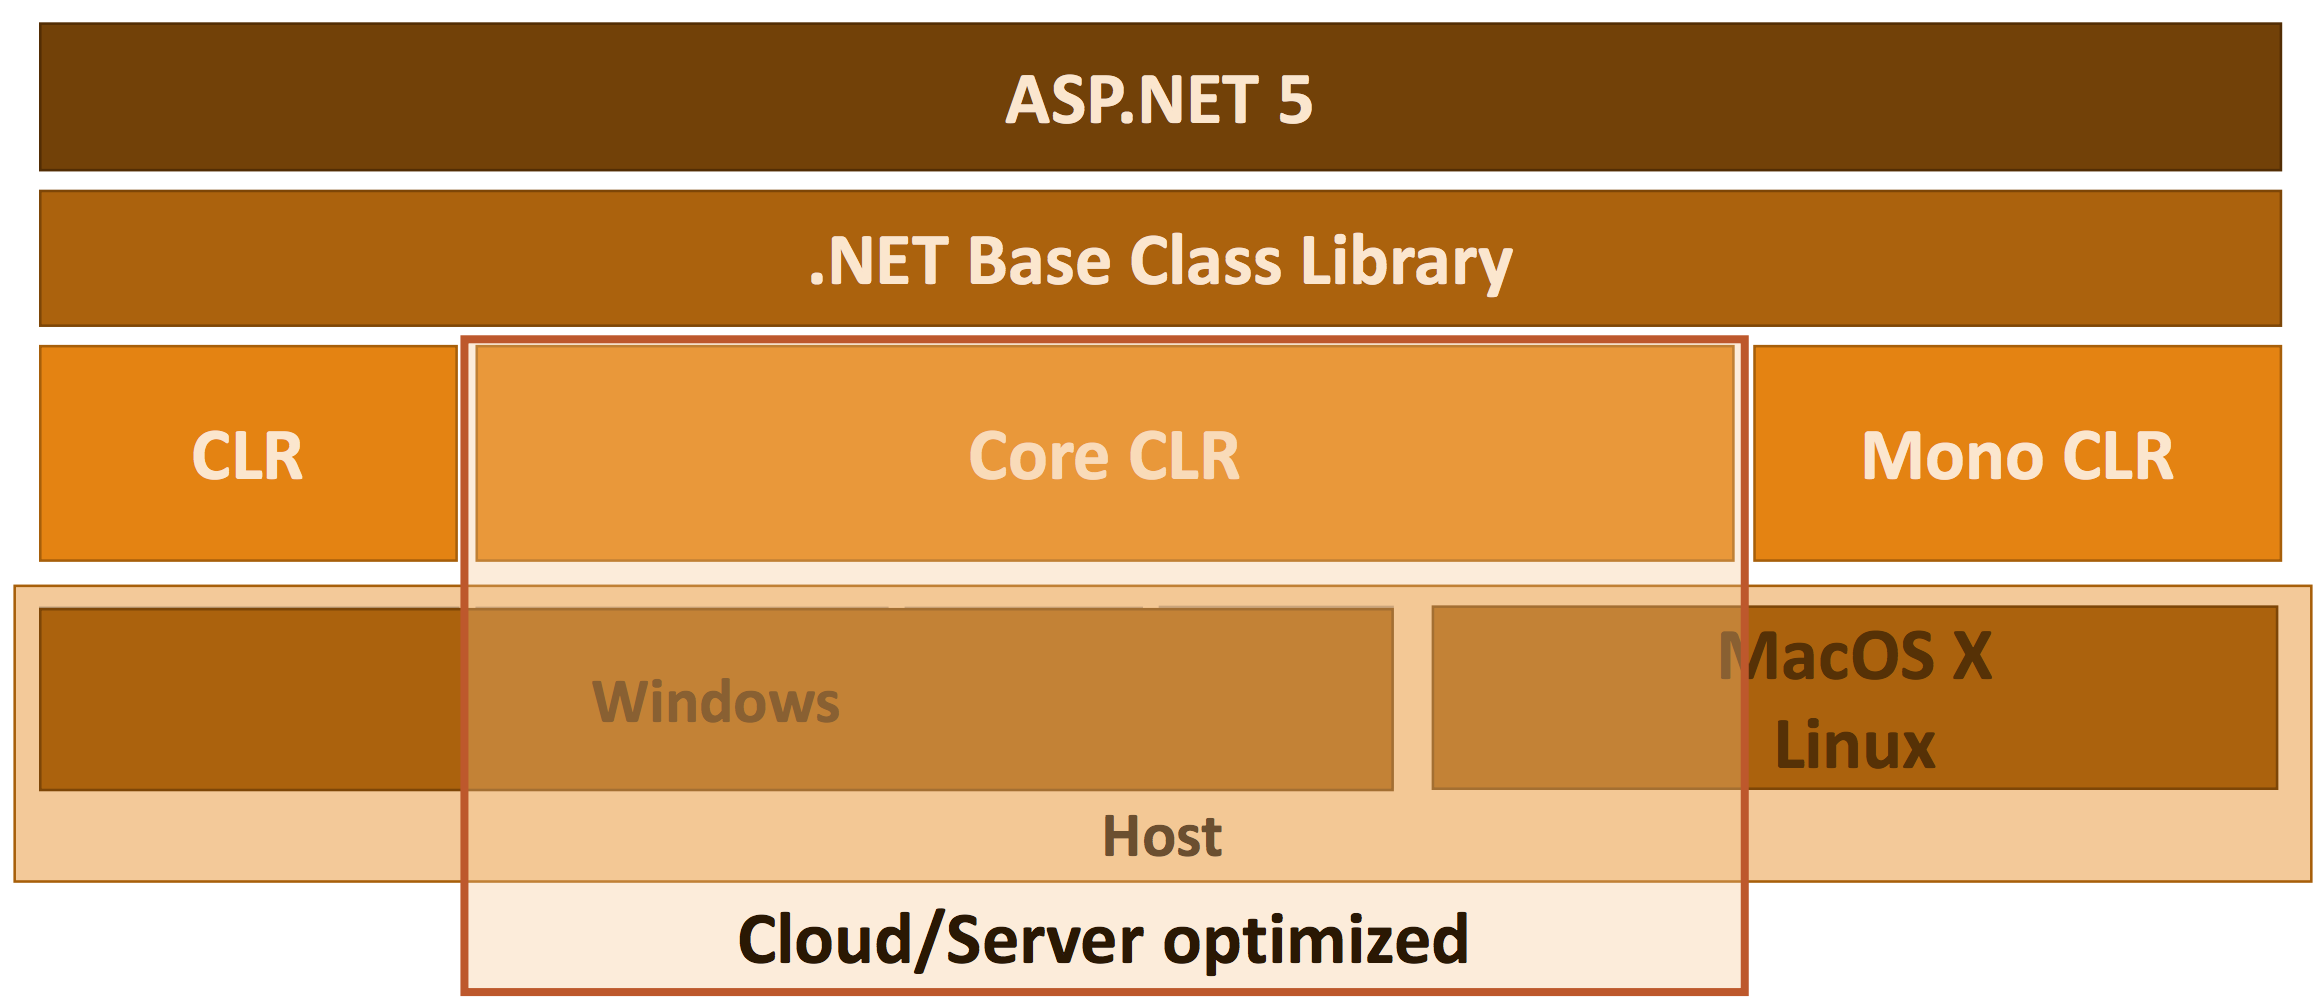 ASP.NET 5
.NET Base Class Library
CLR
Core CLR
Mono CLR
Windows
MacOS X
Linux
Host
Cloud/Server optimized